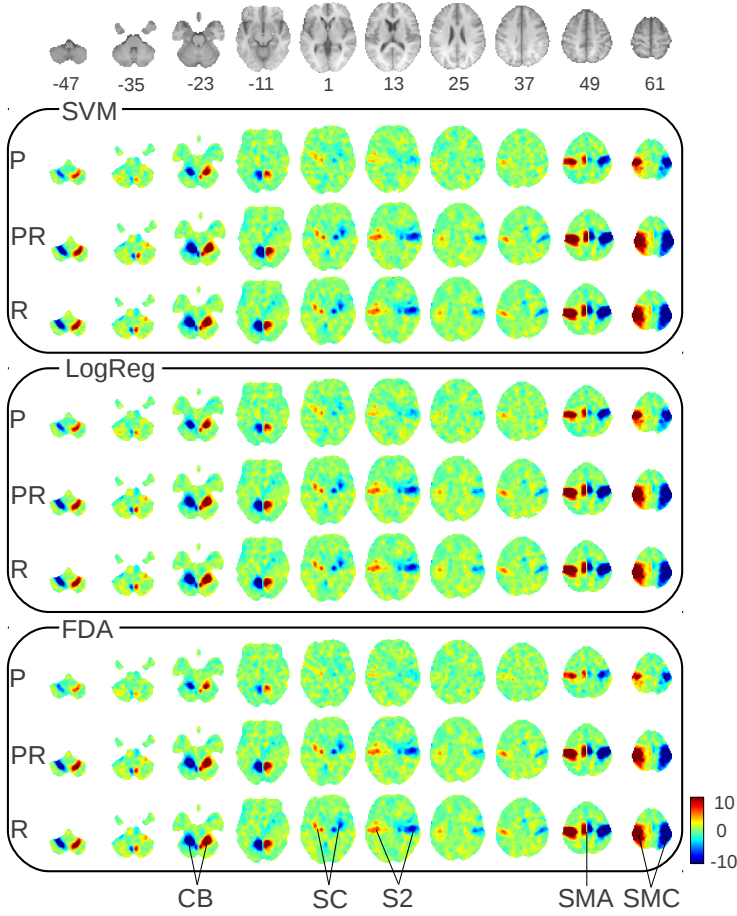 -47 -35 -23 -11 1 13 25 37 49 61
SVM
P
PR
R
LogReg
P
PR
R
FDA
P
PR
R
10
0
-10
CB SC S2 SMA SMC